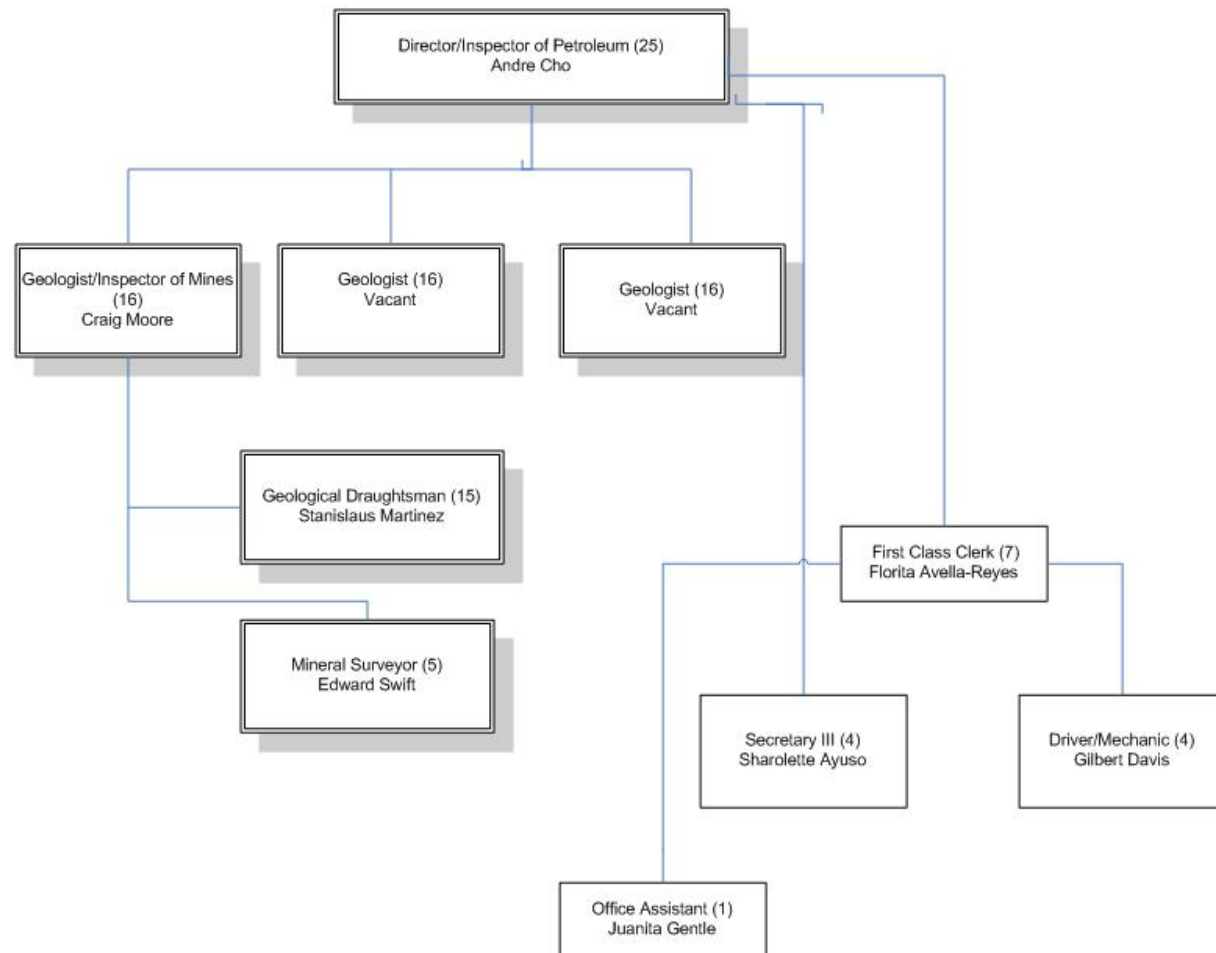 Director/Inspector of Petroleum (25)
Andre Cho
Geologist/Inspector of Mines
(16)
Craig Moore
Geologist (16)
Vacant
Geologist (16)
Vacant
Geological Draughtsman (15)
Stanislaus Martinez
First Class Clerk (7)
Florita Avella-Reyes
Mineral Surveyor (5)
Edward Swift
Secretary III (4)
Sharolette Ayuso
Driver/Mechanic (4)
Gilbert Davis
Office Assistant (1)
Juanita Gentle